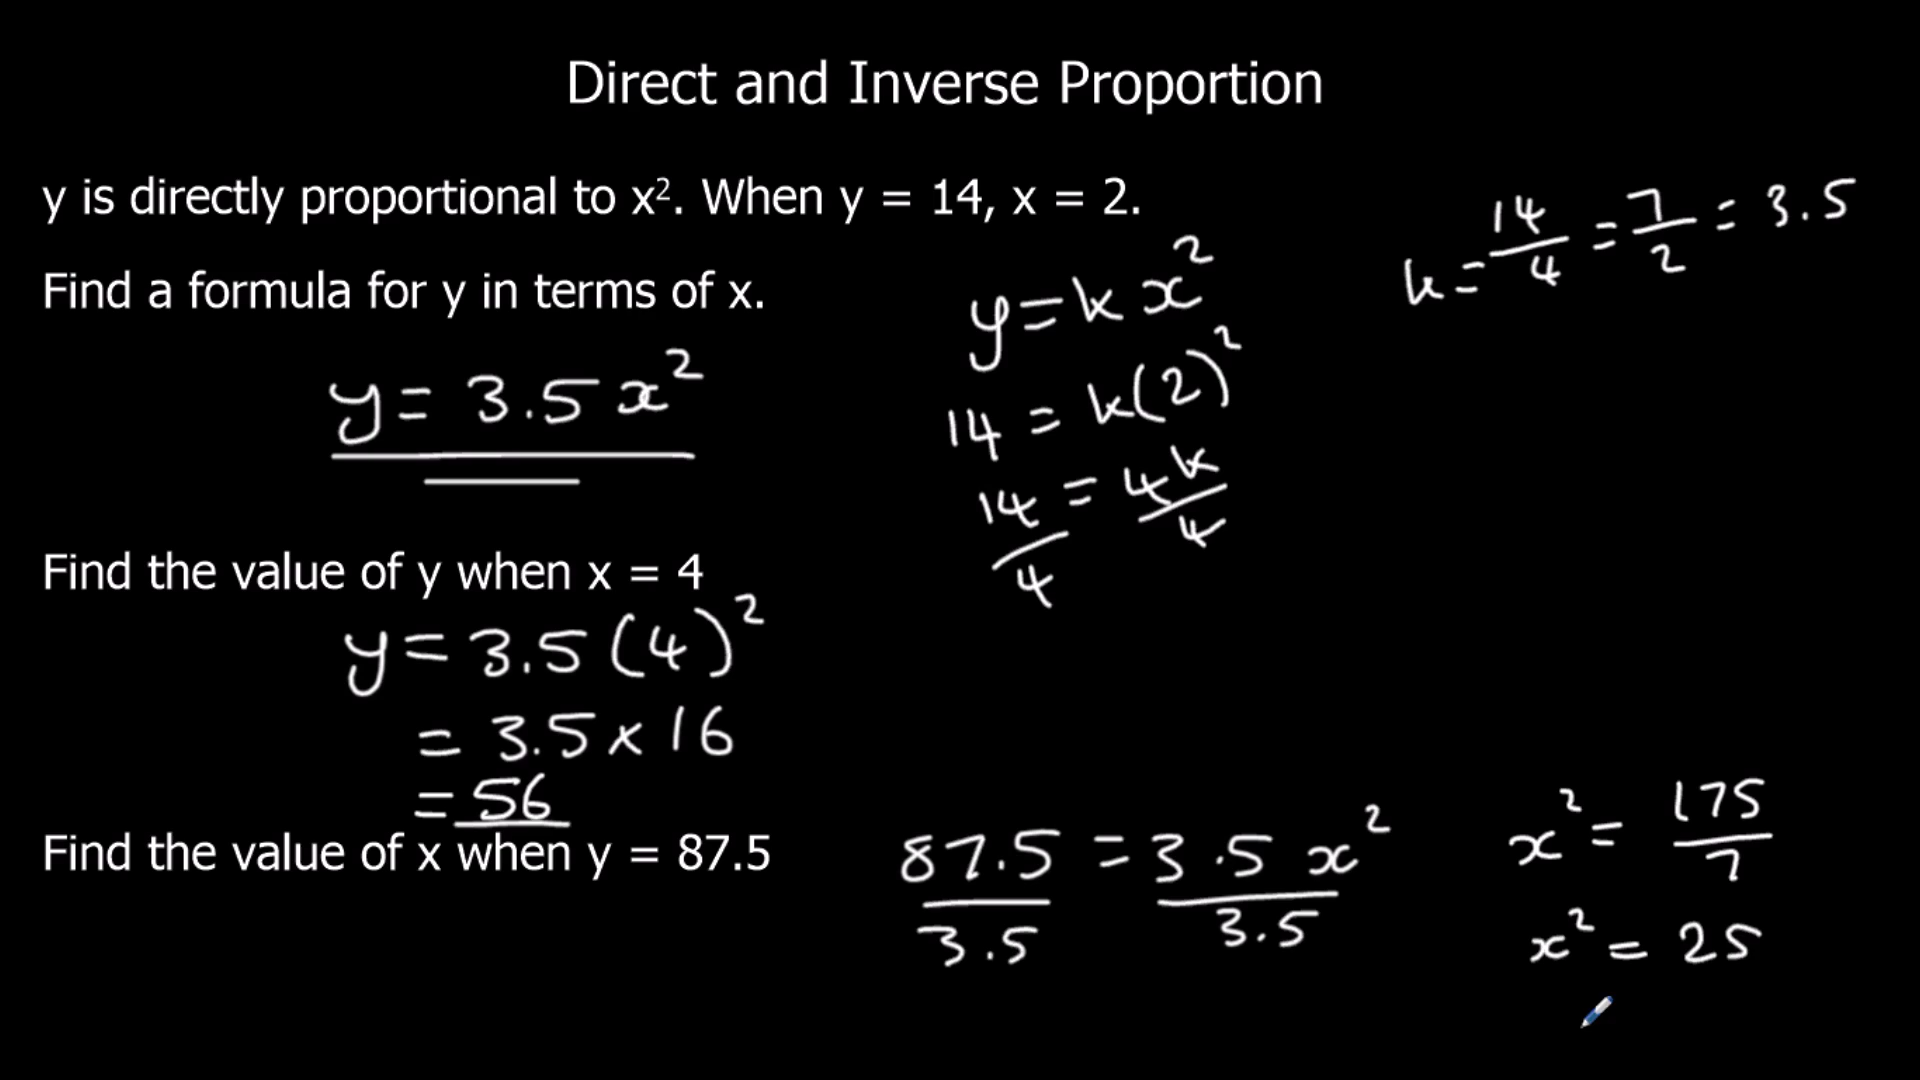 Direct and Inverse Proportion
y is directly proportional to x². When y = 14, x = 2.
k = 14/4 = 7/2 = 3.5
Find a formula for y in terms of x.
y = kx²
y = 3.5x²
14 = k(2)²
14/4 = 4k/4
Find the value of y when x = 4
y = 3.5(4)²
= 3.5 × 16
= 56
Find the value of x when y = 87.5
87.5/3.5 = 3.5x²/3.5
x² = 175/7
x² = 25